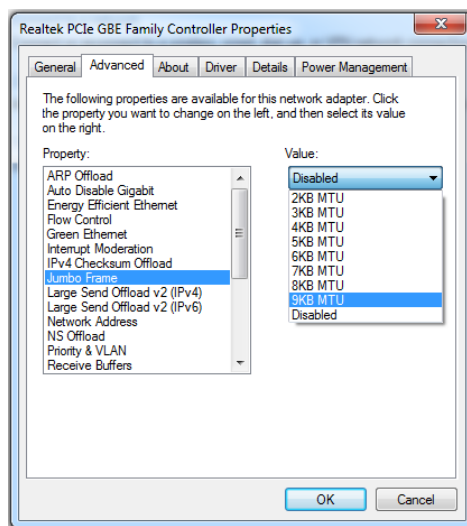 Realtek PCIe GBE Family Controller Properties
General Advanced About Driver Details Power Management
The following properties are available for this network adapter. Click
the property you want to change on the left, and then select its value
on the right.
Property:
ARP Offload
Auto Disable Gigabit
Energy Efficient Ethernet
Flow Control
Green Ethernet
Interrupt Moderation
IPv4 Checksum Offload
Jumbo Frame
Large Send Offload v2 (IPv4)
Large Send Offload v2 (IPv6)
Network Address
NS Offload
Priority & VLAN
Receive Buffers
Value:
Disabled
2KB MTU
3KB MTU
4KB MTU
5KB MTU
6KB MTU
7KB MTU
8KB MTU
9KB MTU
Disabled
OK Cancel